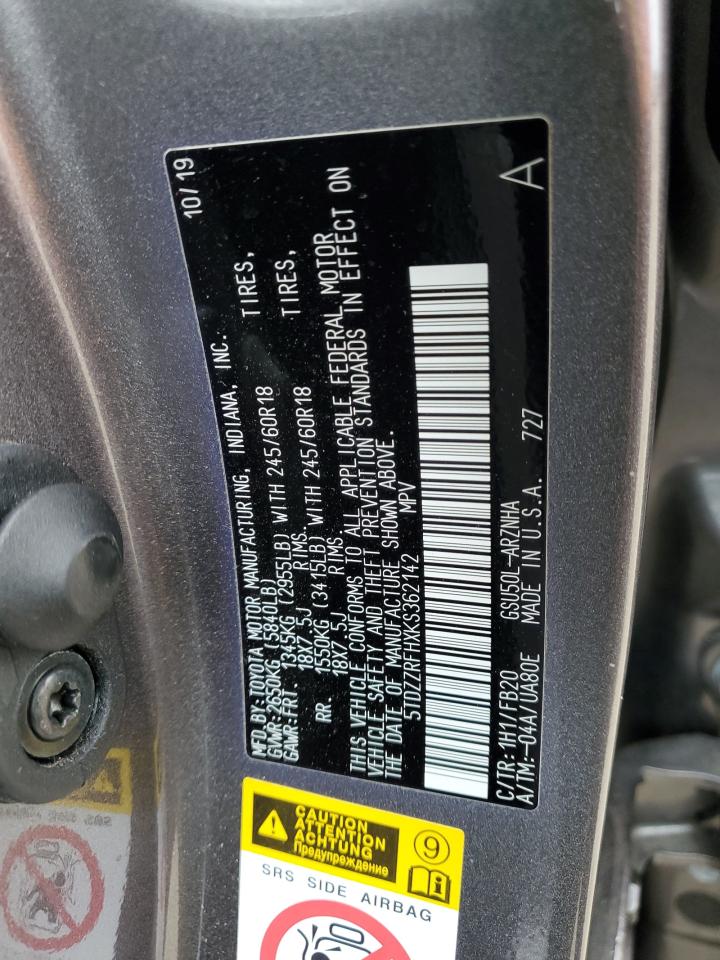 MFD.BY:TOYOTA MOTOR MANUFACTURING, INDIANA, INC. 10/19
GVWR:2650KG (5840LB)
GAWR:FRT 1345KG (2955LB) WITH 245/60R18 TIRES,
18X7.5J RIMS.
RR 1550KG (3415LB) WITH 245/60R18 TIRES,
18X7.5J RIMS
THIS VEHICLE CONFORMS TO ALL APPLICABLE FEDERAL MOTOR
VEHICLE SAFETY AND THEFT PREVENTION STANDARDS IN EFFECT ON
THE DATE OF MANUFACTURE SHOWN ABOVE.
5TDZZRFHXKS362142 MPV
C/TR:1H1/FB20 GSU50L-ARZNHA
A/TM:-04A/UA80E MADE IN U.S.A. 727 A
CAUTION
ATTENTION
ACHTUNG
Предупреждение
9
SRS SIDE AIRBAG